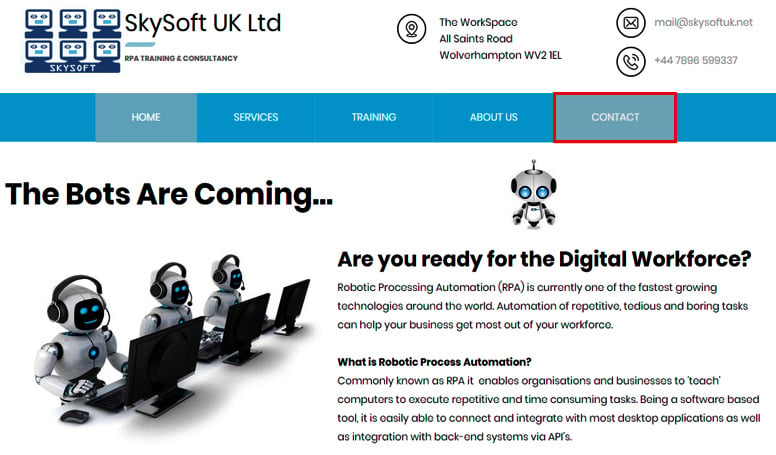 SKYSOFT
SkySoft UK Ltd
RPA TRAINING & CONSULTANCY
The WorkSpace
All Saints Road
Wolverhampton WV2 1EL
mail@skysoftuk.net
+44 7896 599337
HOME SERVICES TRAINING ABOUT US CONTACT
The Bots Are Coming...
Are you ready for the Digital Workforce?
Robotic Processing Automation (RPA) is currently one of the fastest growing
technologies around the world. Automation of repetitive, tedious and boring tasks
can help your business get most out of your workforce.
What is Robotic Process Automation?
Commonly known as RPA it enables organisations and businesses to 'teach'
computers to execute repetitive and time consuming tasks. Being a software based
tool, it is easily able to connect and integrate with most desktop applications as well
as integration with back-end systems via API's.